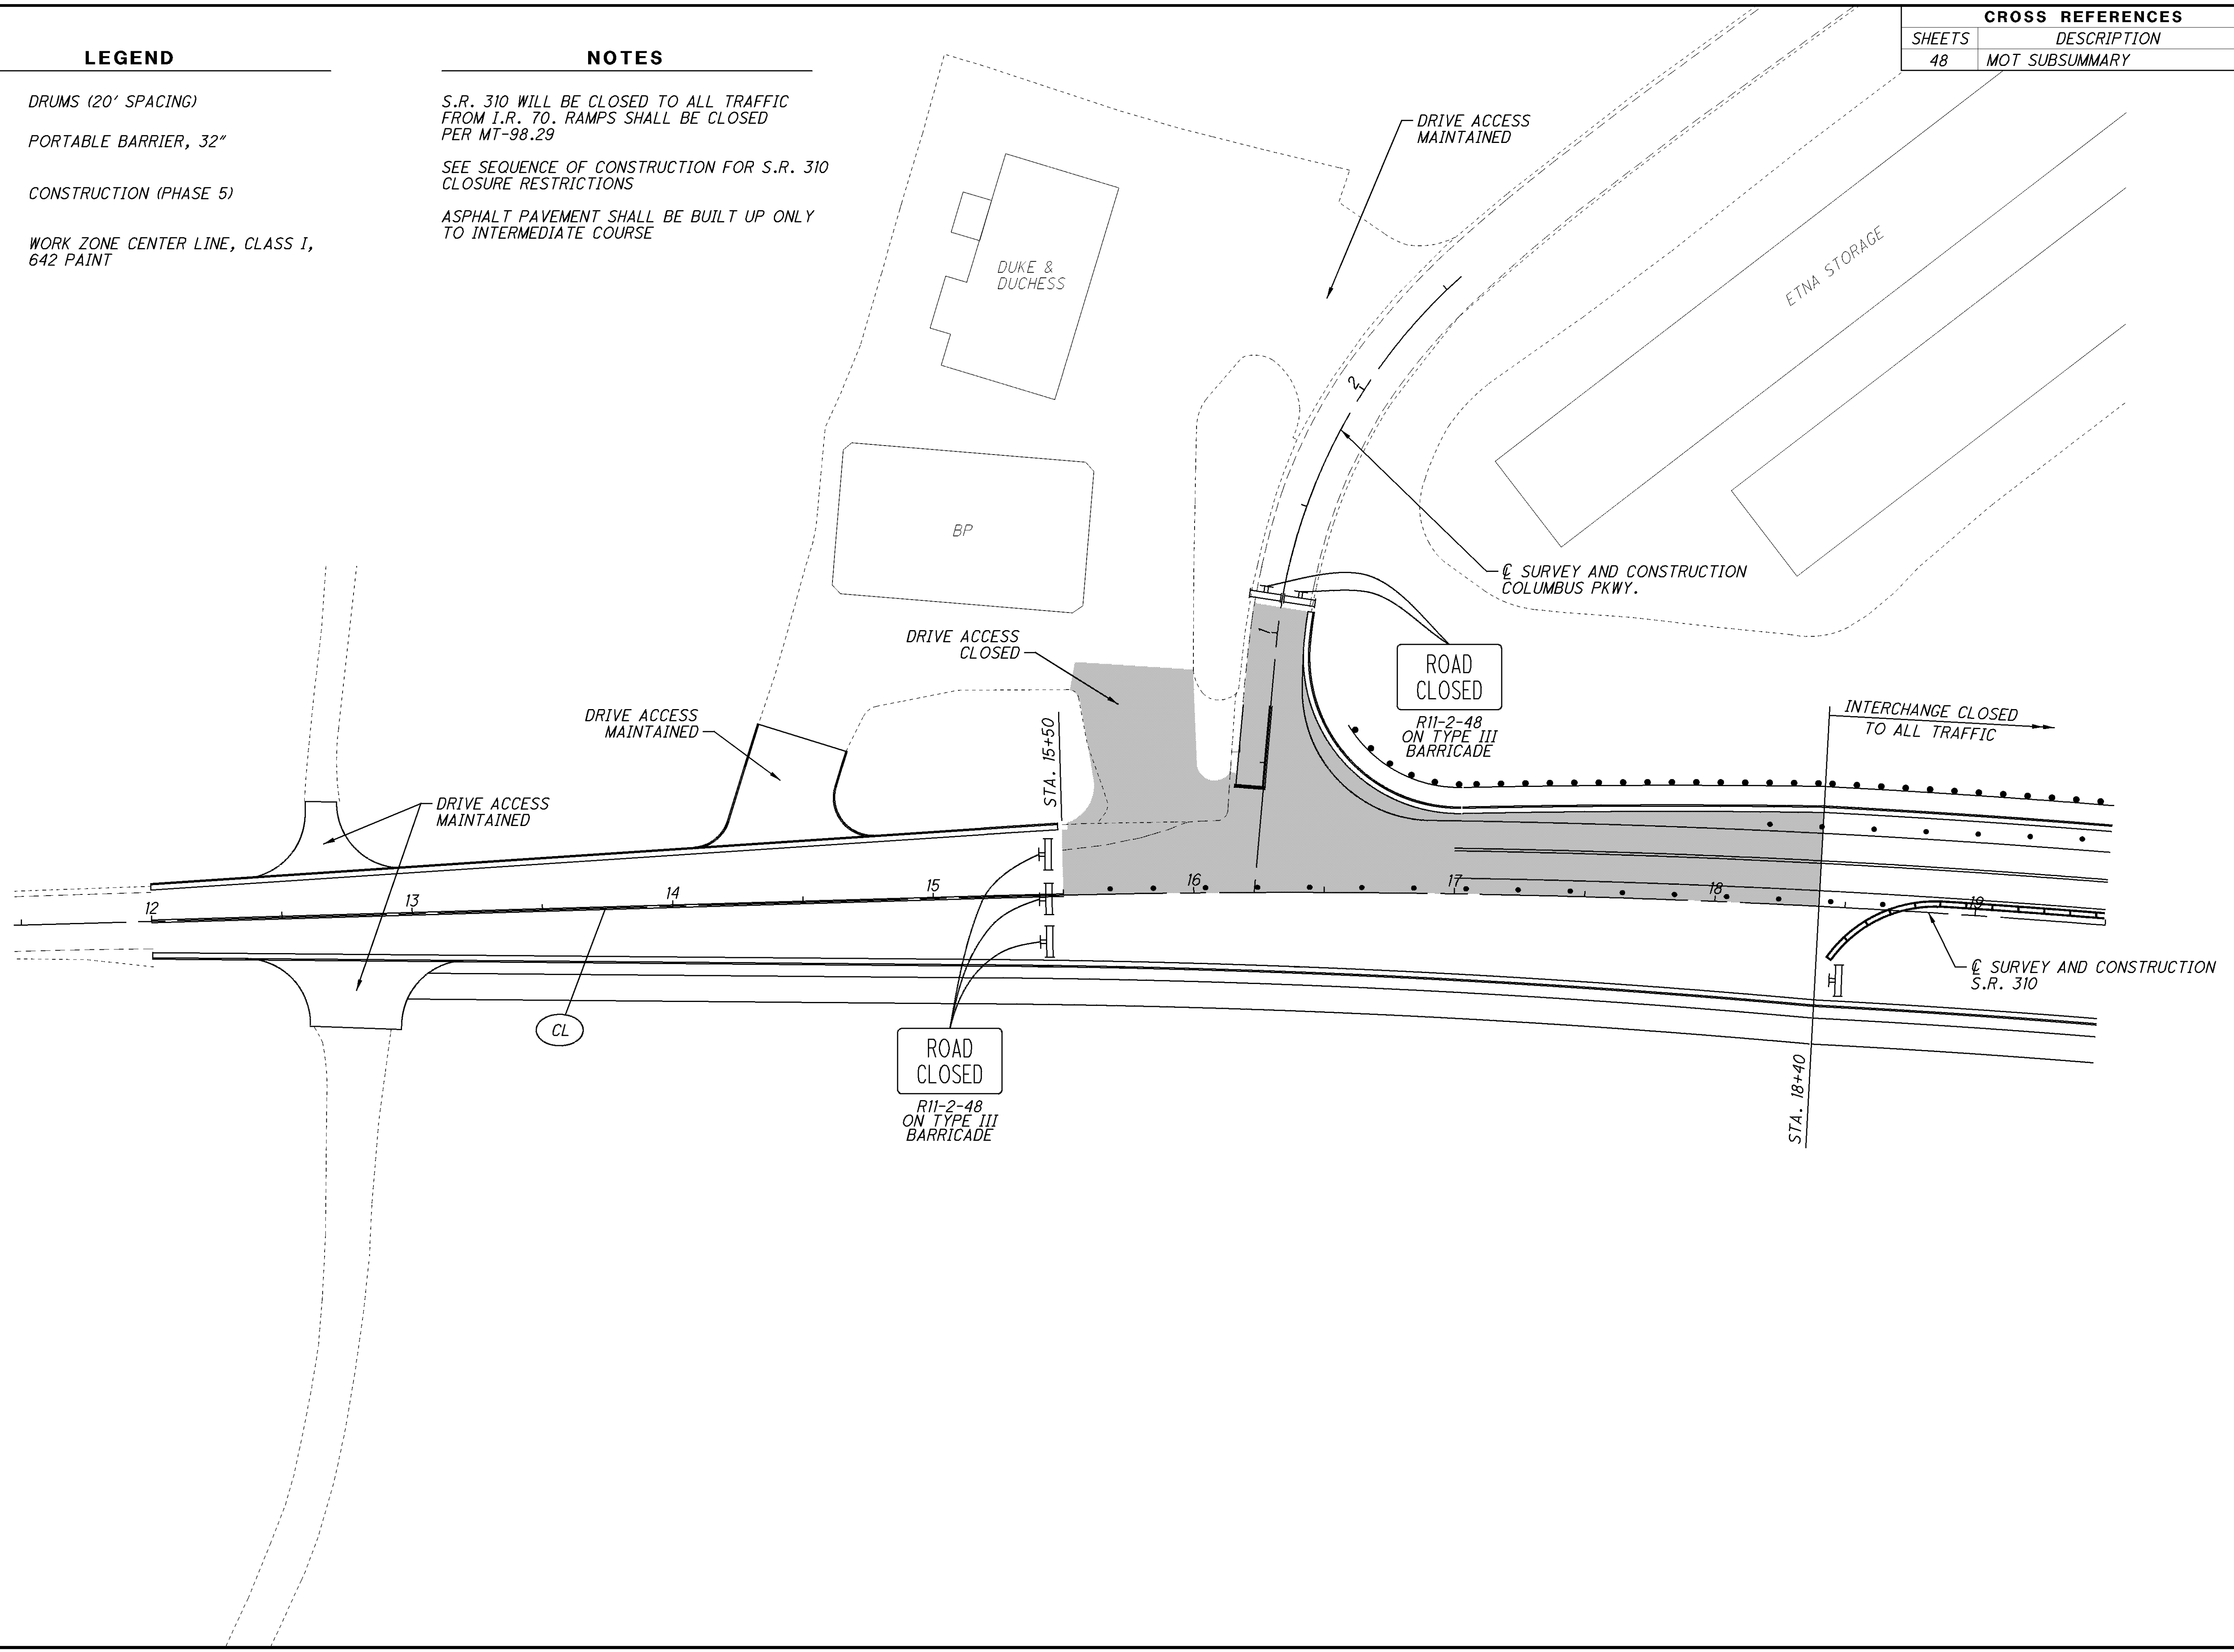 CROSS REFERENCES
SHEETS DESCRIPTION
48 MOT SUBSUMMARY
LEGEND
DRUMS (20' SPACING)
PORTABLE BARRIER, 32"
CONSTRUCTION (PHASE 5)
WORK ZONE CENTER LINE, CLASS I,
642 PAINT
NOTES
S.R. 310 WILL BE CLOSED TO ALL TRAFFIC
FROM I.R. 70. RAMPS SHALL BE CLOSED
PER MT-98.29
SEE SEQUENCE OF CONSTRUCTION FOR S.R. 310
CLOSURE RESTRICTIONS
ASPHALT PAVEMENT SHALL BE BUILT UP ONLY
TO INTERMEDIATE COURSE
DRIVE ACCESS
MAINTAINED
ETNA STORAGE
DUKE &
DUCHESS
2
BP
℄ SURVEY AND CONSTRUCTION
COLUMBUS PKWY.
DRIVE ACCESS
CLOSED
1
ROAD
CLOSED
R11-2-48
ON TYPE III
BARRICADE
DRIVE ACCESS
MAINTAINED
STA. 15+50
INTERCHANGE CLOSED
TO ALL TRAFFIC
DRIVE ACCESS
MAINTAINED
12
13
14
15
16
17
18
19
℄ SURVEY AND CONSTRUCTION
S.R. 310
CL
ROAD
CLOSED
R11-2-48
ON TYPE III
BARRICADE
STA. 18+40